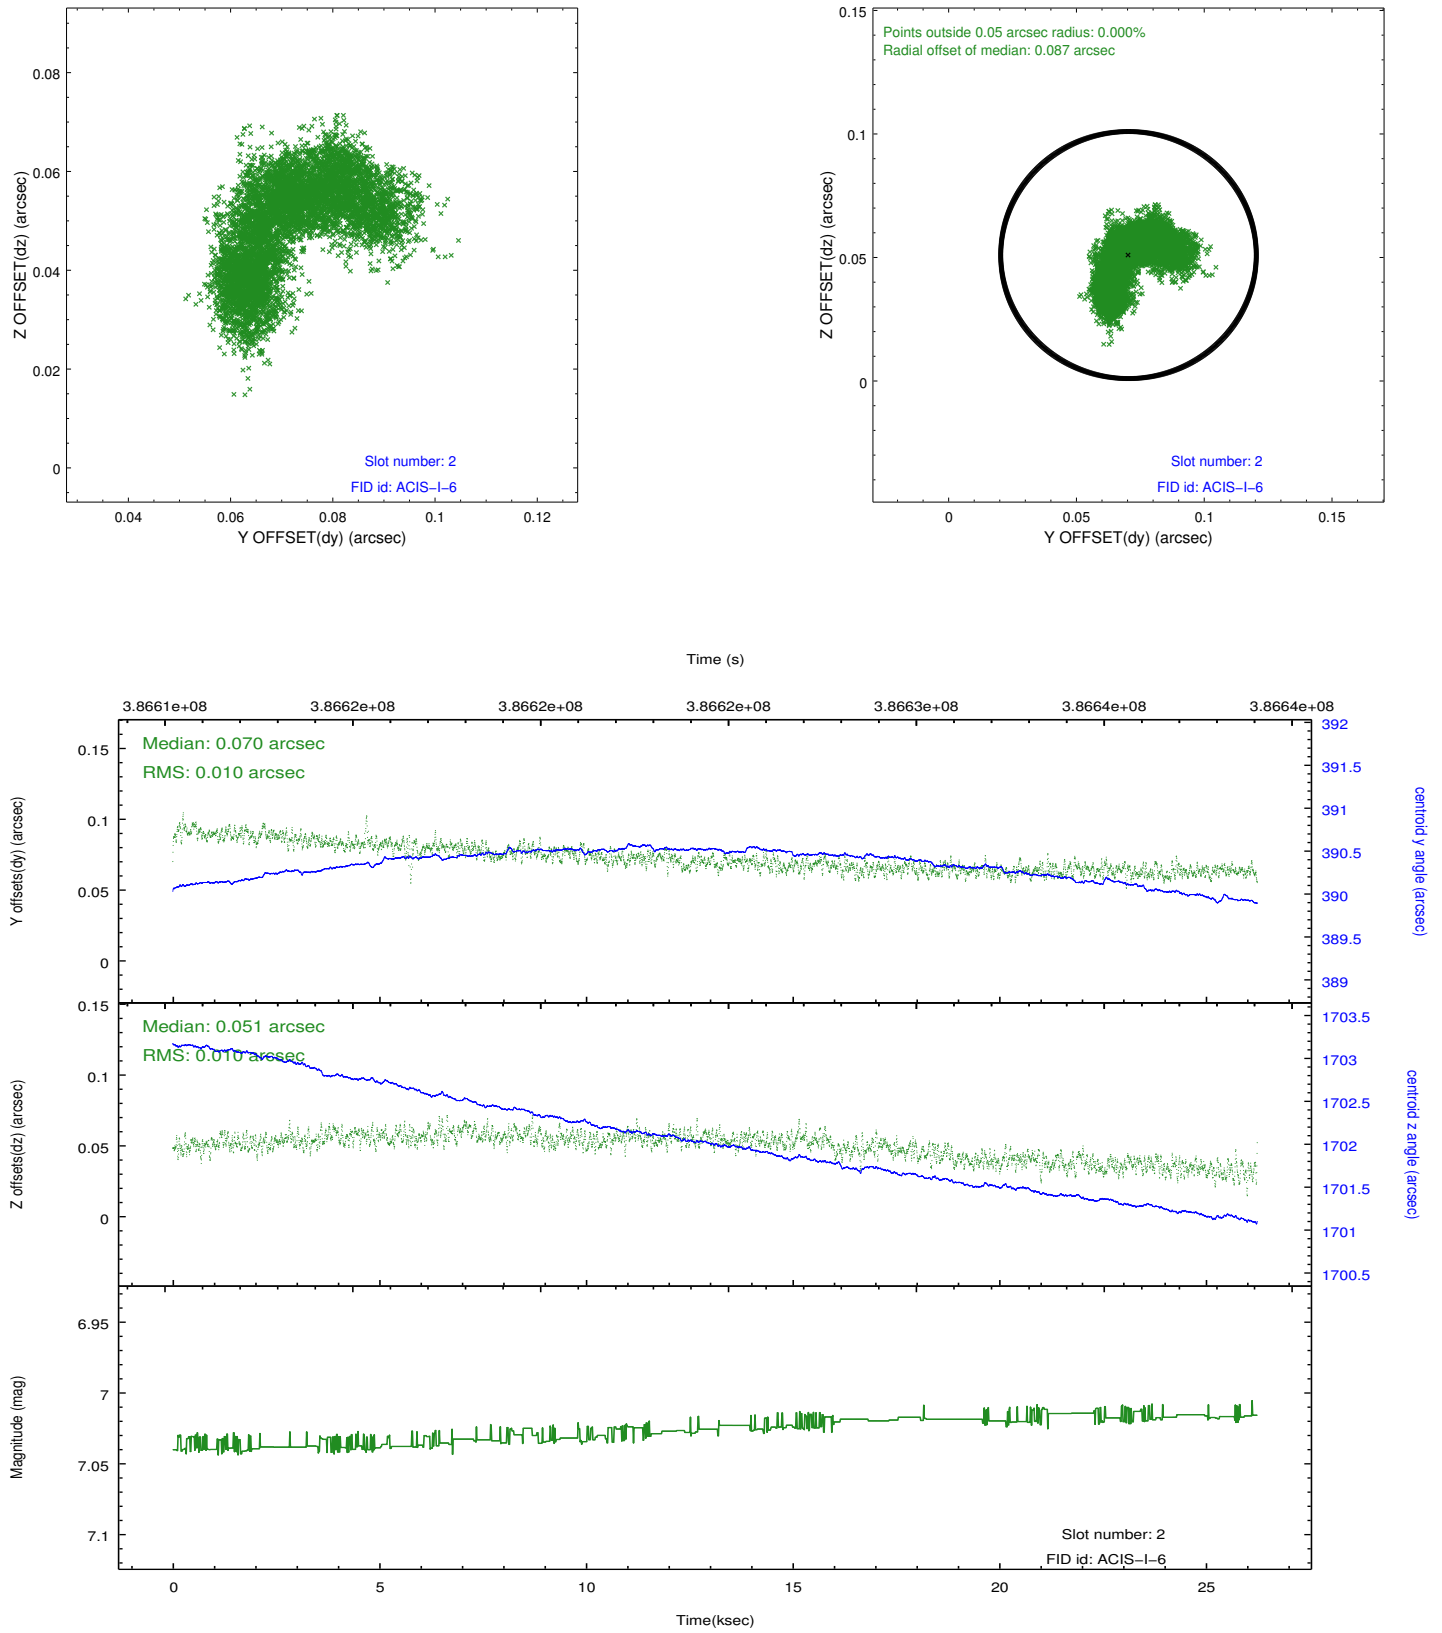 0.08
0.06
0.04
0.02
0
Z OFFSET(dz) (arcsec)
Slot number: 2
FID id: ACIS−I−6
0.04 0.06 0.08 0.1 0.12
Y OFFSET(dy) (arcsec)
Points outside 0.05 arcsec radius: 0.000%
Radial offset of median: 0.087 arcsec
0.15
0.1
0.05
0
Z OFFSET(dz) (arcsec)
Slot number: 2
FID id: ACIS−I−6
0 0.05 0.1 0.15
Y OFFSET(dy) (arcsec)
Time (s)
3.8661e+08 3.8662e+08 3.8662e+08 3.8662e+08 3.8663e+08 3.8664e+08 3.8664e+08
Median: 0.070 arcsec
RMS: 0.010 arcsec
0.15
0.1
0.05
0
Y offsets(dy) (arcsec)
392
391.5
391
390.5
390
389.5
389
centroid y angle (arcsec)
Median: 0.051 arcsec
RMS: 0.010 arcsec
0.15
0.1
0.05
0
Z offsets(dz) (arcsec)
1703.5
1703
1702.5
1702
1701.5
1701
1700.5
centroid z angle (arcsec)
6.95
7
7.05
7.1
Magnitude (mag)
Slot number: 2
FID id: ACIS−I−6
0 5 10 15 20 25
Time(ksec)